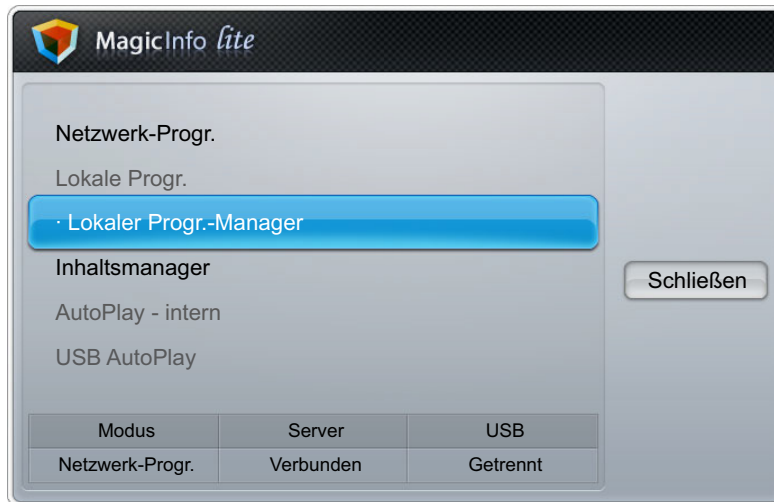 MagicInfo lite
Netzwerk-Progr.
Lokale Progr.
· Lokaler Progr.-Manager
Inhaltsmanager
AutoPlay - intern
USB AutoPlay
Schließen
Modus Server USB
Netzwerk-Progr. Verbunden Getrennt